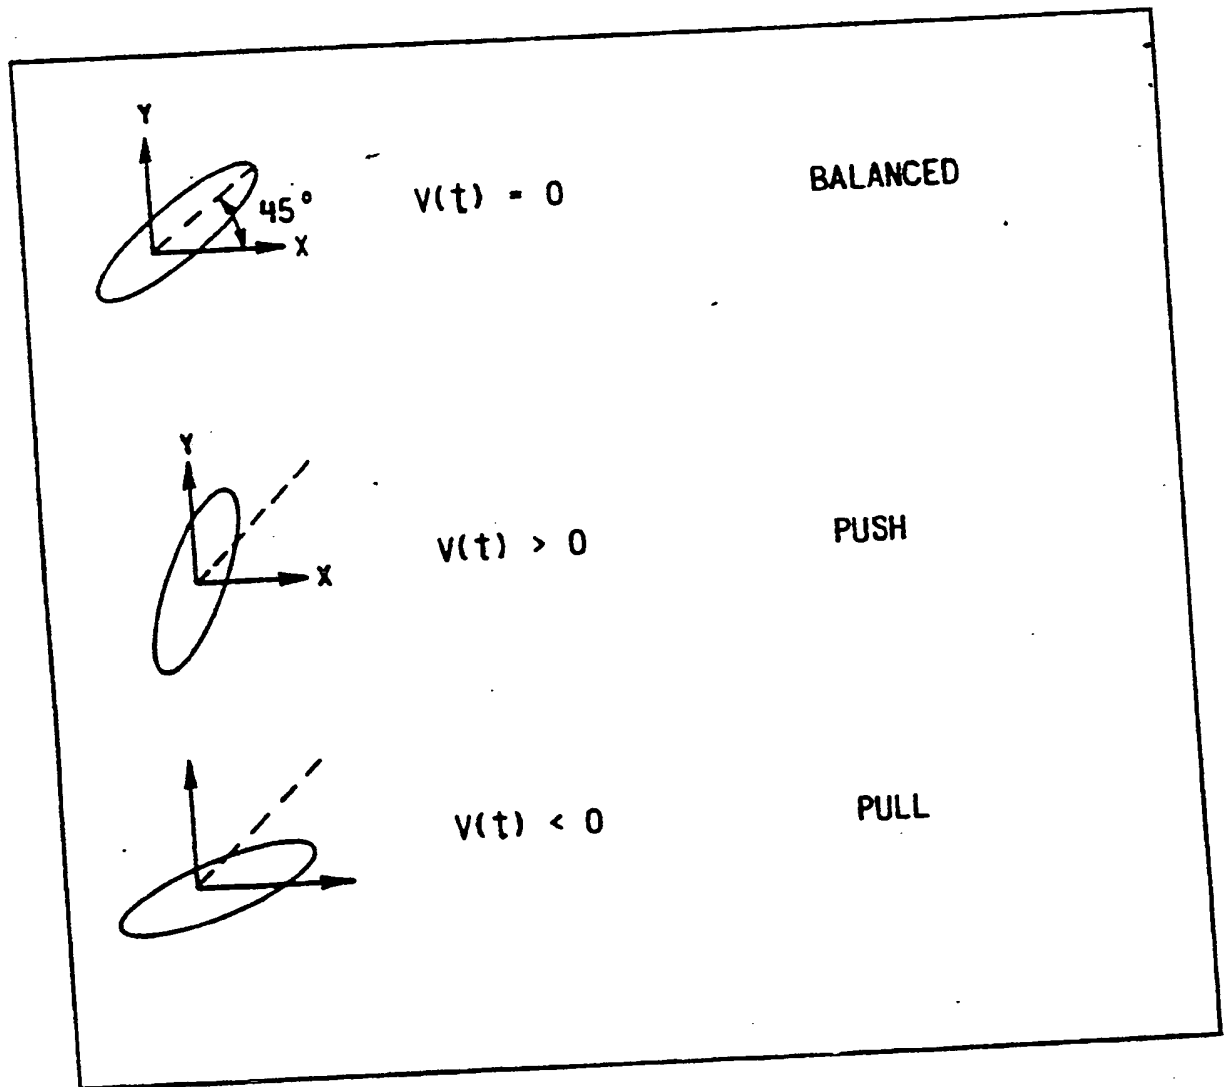 Y
45°
X
V(t) = 0
BALANCED
Y
X
V(t) > 0
PUSH
V(t) < 0
PULL